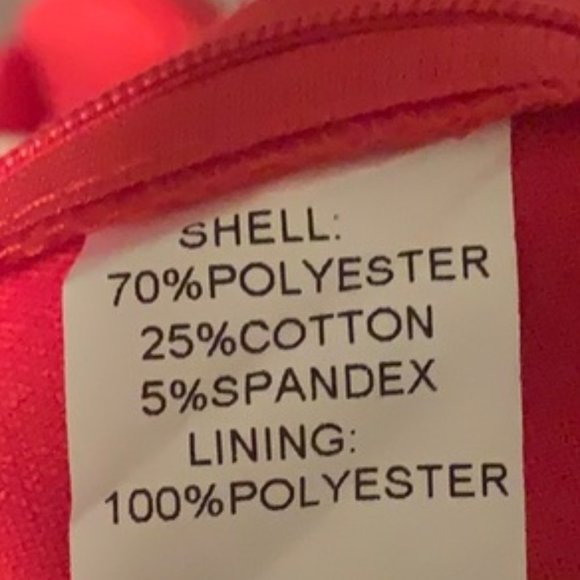 SHELL:
70%POLYESTER
25%COTTON
5%SPANDEX
LINING:
100%POLYESTER